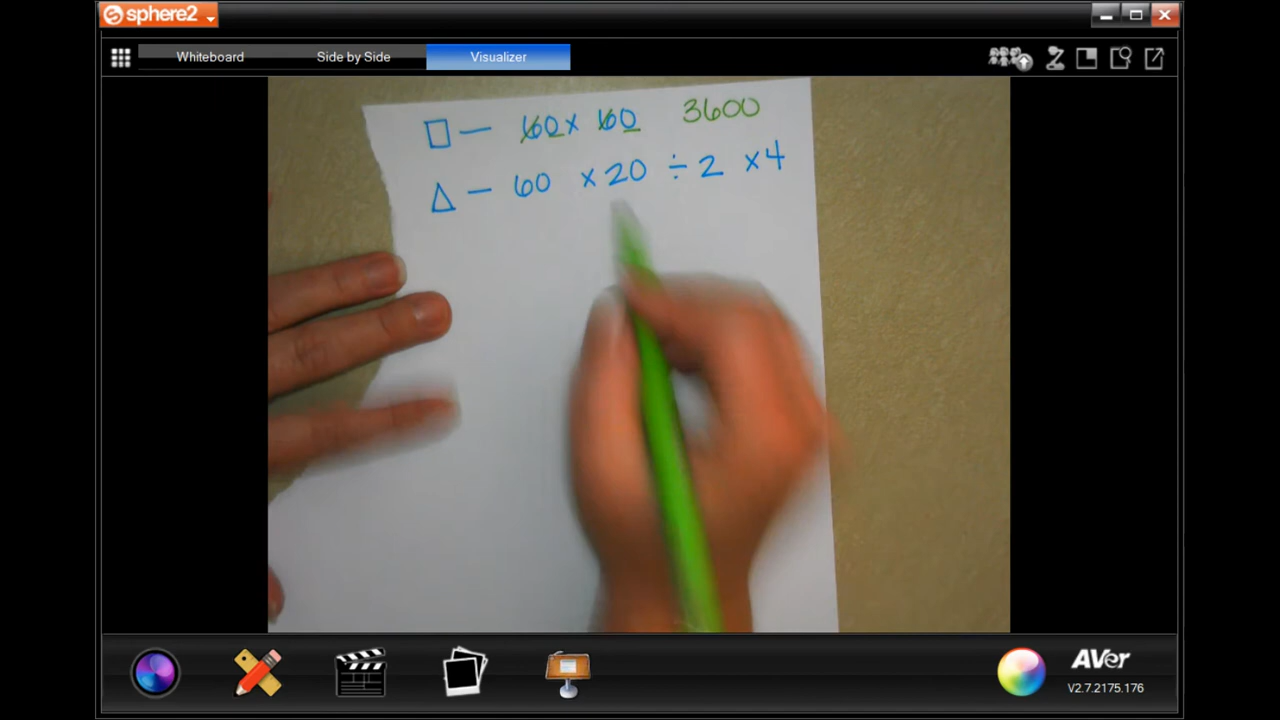 sphere2
Whiteboard Side by Side Visualizer
□ — 60 x 60 3600
△ — 60 x 20 ÷ 2 x 4
AVer
V2.7.2175.176